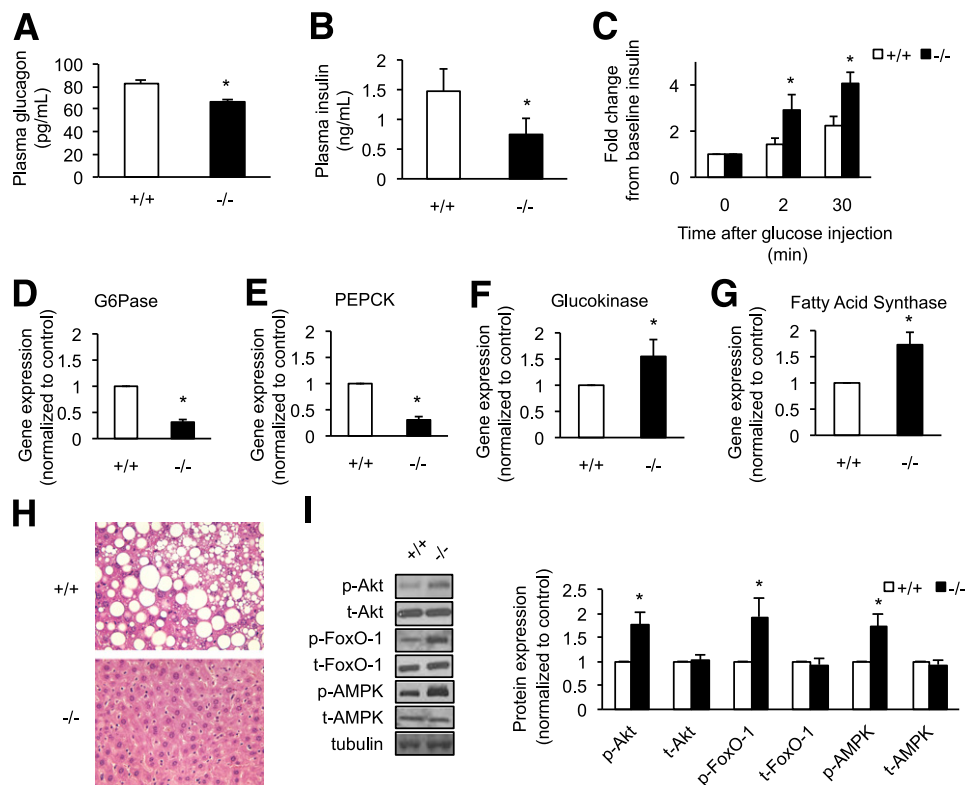 A
Plasma glucagon
(pg/mL)
100
80
60
40
20
0
*
+/+
-/-
B
Plasma insulin
(ng/mL)
2
1.5
1
0.5
0
*
+/+
-/-
C
Fold change
from baseline insulin
4
2
0
+/+
-/-
*
*
0
2
30
Time after glucose injection
(min)
D
G6Pase
Gene expression
(normalized to control)
2
1.5
1
0.5
0
*
+/+
-/-
E
PEPCK
Gene expression
(normalized to control)
2
1.5
1
0.5
0
*
+/+
-/-
F
Glucokinase
Gene expression
(normalized to control)
2
1.5
1
0.5
0
*
+/+
-/-
G
Fatty Acid Synthase
Gene expression
(normalized to control)
2
1.5
1
0.5
0
*
+/+
-/-
H
+/+
-/-
I
+/+
-/-
p-Akt
t-Akt
p-FoxO-1
t-FoxO-1
p-AMPK
t-AMPK
tubulin
Protein expression
(normalized to control)
2.5
2
1.5
1
0.5
0
+/+
-/-
*
*
*
p-Akt
t-Akt
p-FoxO-1
t-FoxO-1
p-AMPK
t-AMPK